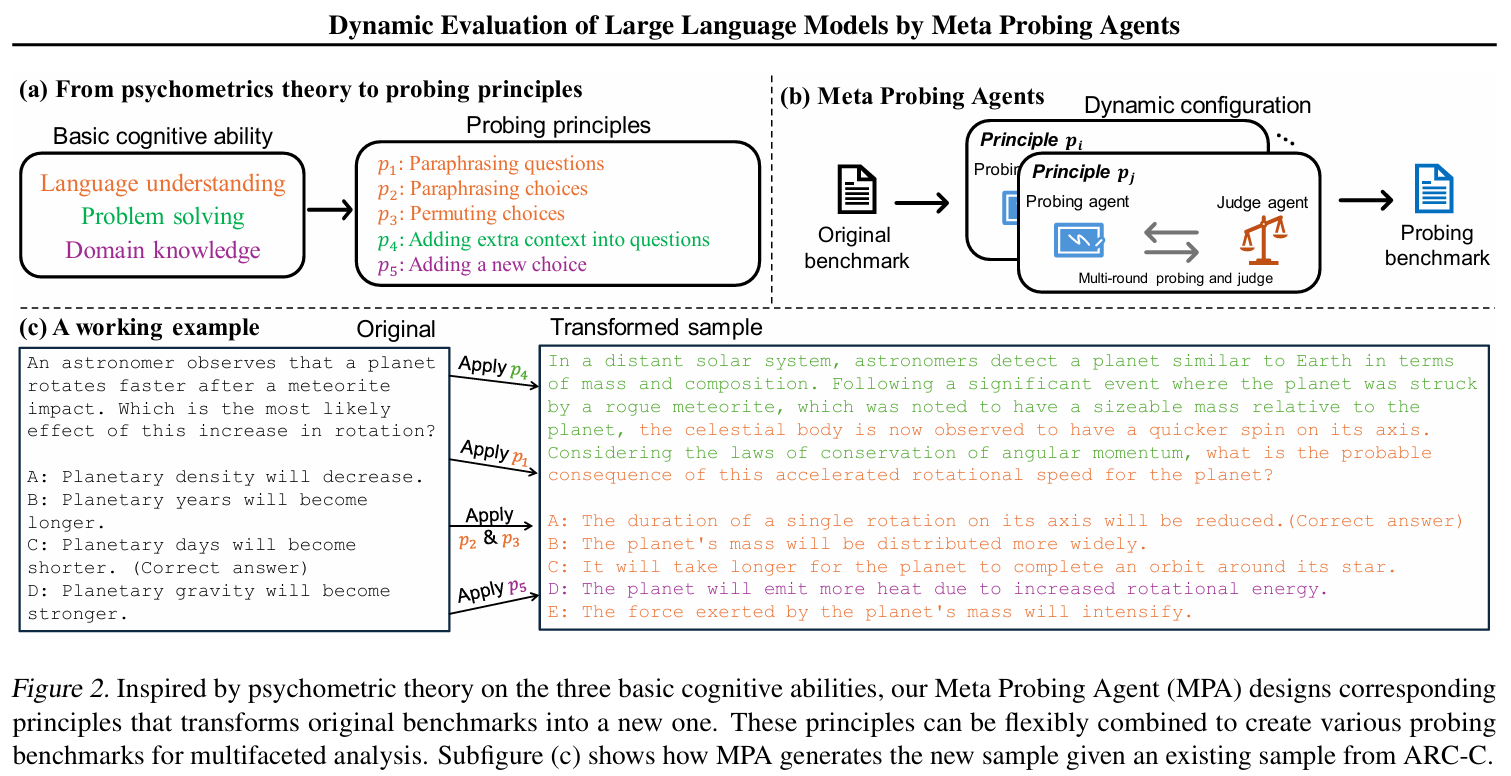 Dynamic Evaluation of Large Language Models by Meta Probing Agents
(a) From psychometrics theory to probing principles
Basic cognitive ability
Language understanding
Problem solving
Domain knowledge
Probing principles
p₁: Paraphrasing questions
p₂: Paraphrasing choices
p₃: Permuting choices
p₄: Adding extra context into questions
p₅: Adding a new choice
(b) Meta Probing Agents
Dynamic configuration
Original
benchmark
Principle pᵢ
Probing
Principle pⱼ
Probing agent
Judge agent
Multi-round probing and judge
Probing
benchmark
(c) A working example
Original
An astronomer observes that a planet
rotates faster after a meteorite
impact. Which is the most likely
effect of this increase in rotation?
A: Planetary density will decrease.
B: Planetary years will become
longer.
C: Planetary days will become
shorter. (Correct answer)
D: Planetary gravity will become
stronger.
Apply p₄
Apply p₁
Apply
p₂ & p₃
Apply p₅
Transformed sample
In a distant solar system, astronomers detect a planet similar to Earth in terms
of mass and composition. Following a significant event where the planet was struck
by a rogue meteorite, which was noted to have a sizeable mass relative to the
planet, the celestial body is now observed to have a quicker spin on its axis.
Considering the laws of conservation of angular momentum, what is the probable
consequence of this accelerated rotational speed for the planet?
A: The duration of a single rotation on its axis will be reduced.(Correct answer)
B: The planet's mass will be distributed more widely.
C: It will take longer for the planet to complete an orbit around its star.
D: The planet will emit more heat due to increased rotational energy.
E: The force exerted by the planet's mass will intensify.
Figure 2. Inspired by psychometric theory on the three basic cognitive abilities, our Meta Probing Agent (MPA) designs corresponding
principles that transforms original benchmarks into a new one. These principles can be flexibly combined to create various probing
benchmarks for multifaceted analysis. Subfigure (c) shows how MPA generates the new sample given an existing sample from ARC-C.